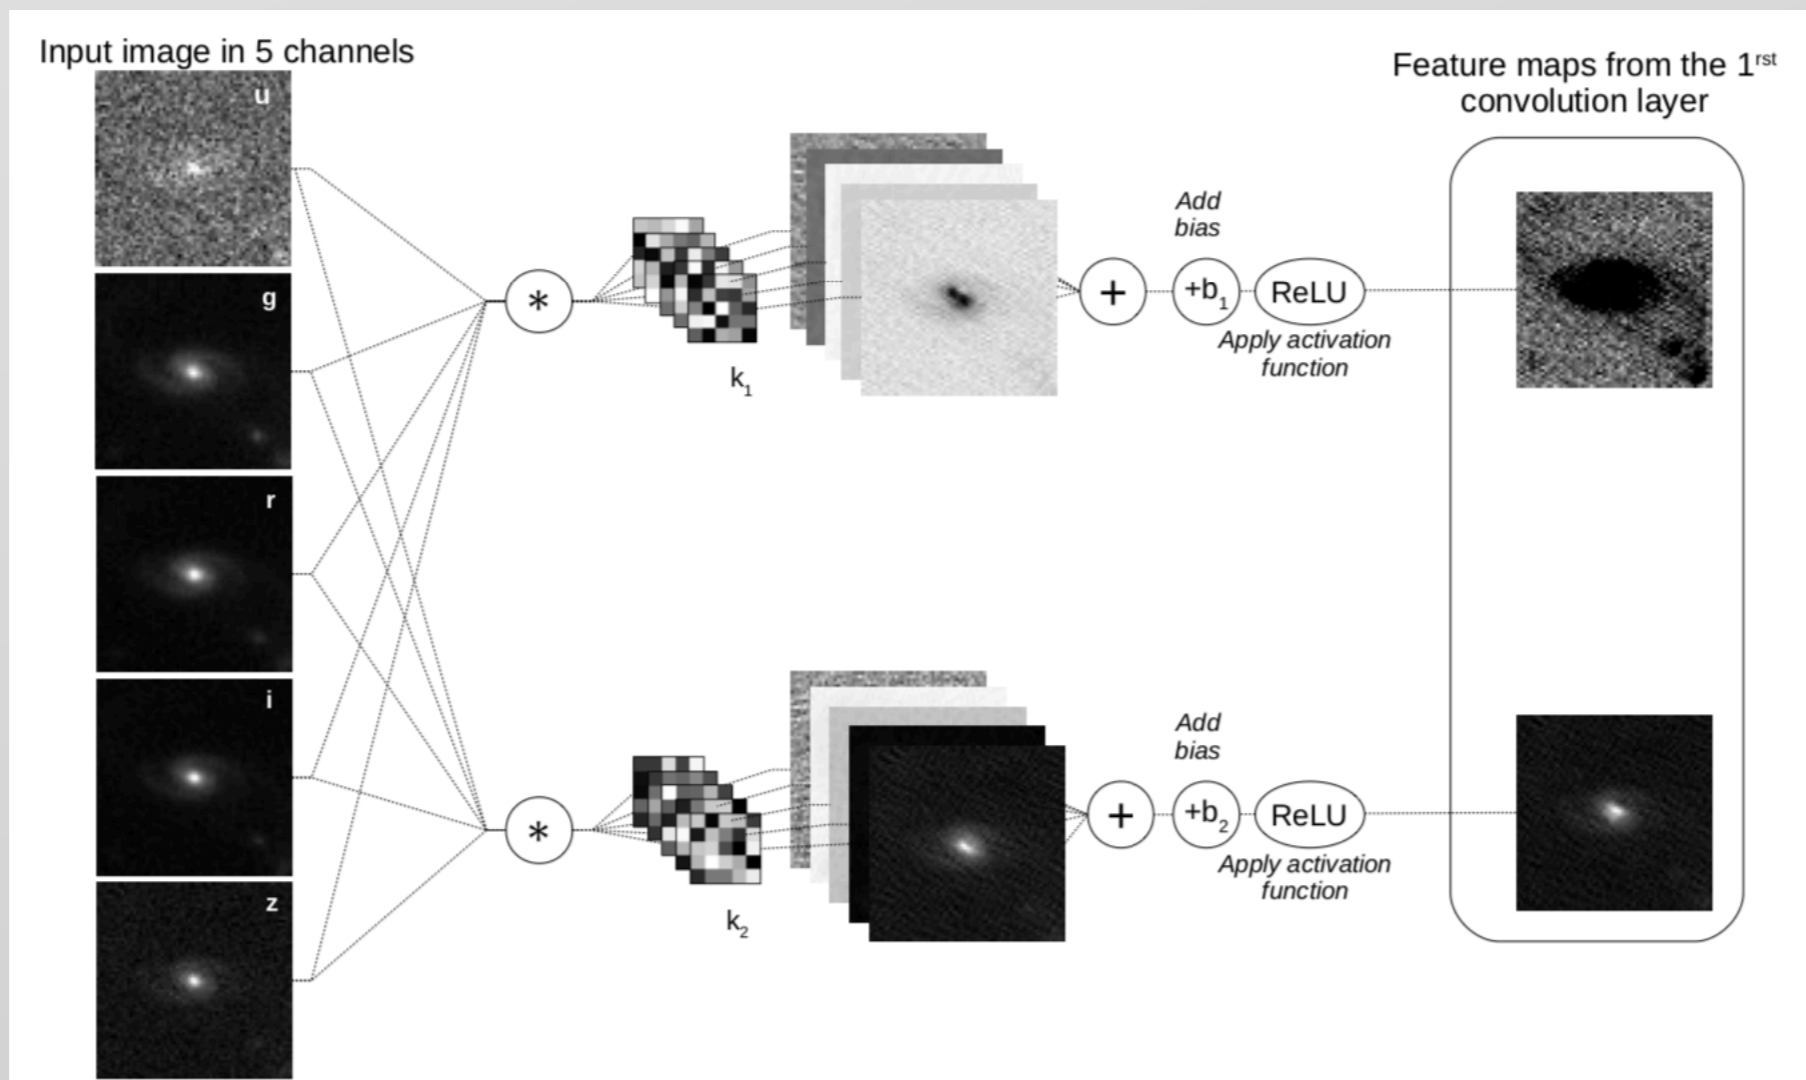 Input image in 5 channels
u
g
r
i
z
*
k₁
Add
bias
+
+b₁
ReLU
Apply activation
function
*
k₂
Add
bias
+
+b₂
ReLU
Apply activation
function
Feature maps from the 1ʳˢᵗ
convolution layer